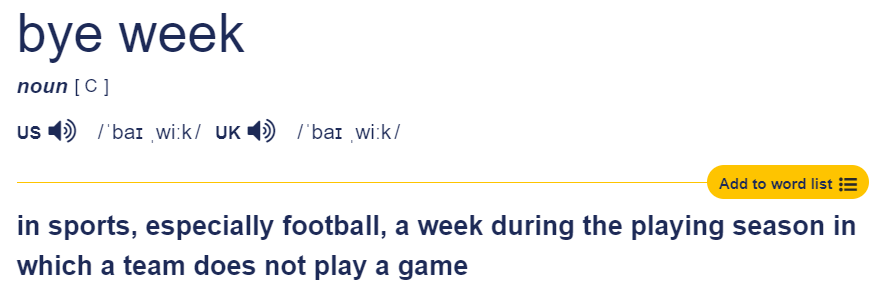 bye week
noun [ C ]
US /ˈbaɪ ˌwiːk/ UK /ˈbaɪ ˌwiːk/
Add to word list
in sports, especially football, a week during the playing season in
which a team does not play a game